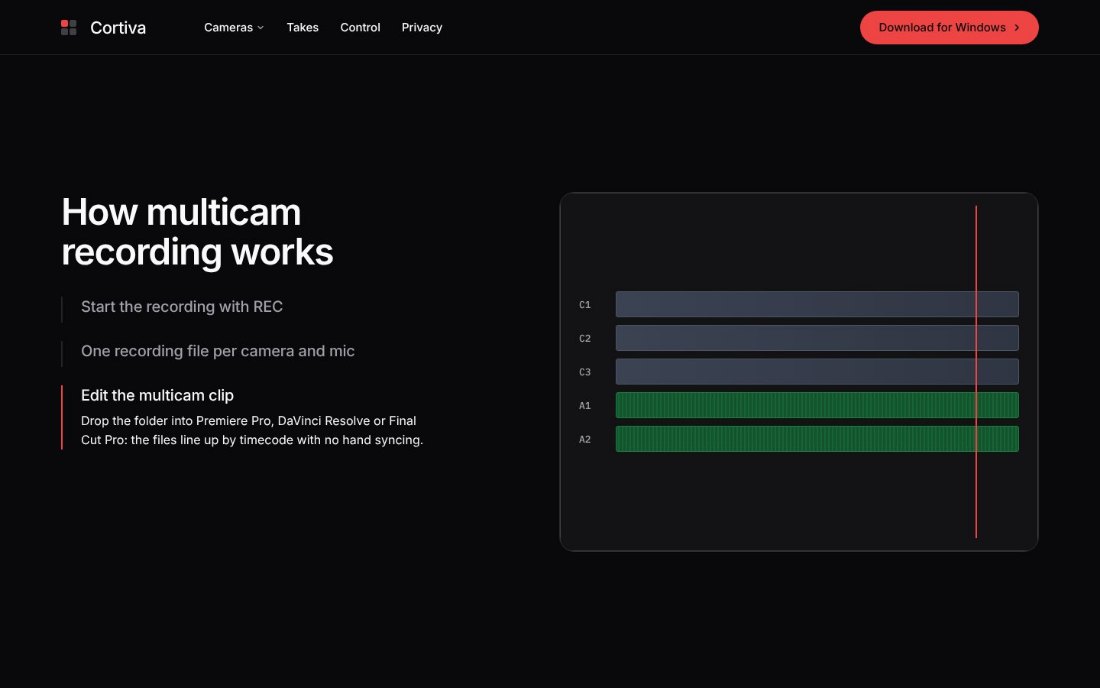 Cortiva
Cameras
Takes
Control
Privacy
Download for Windows
How multicam
recording works
Start the recording with REC
One recording file per camera and mic
Edit the multicam clip
Drop the folder into Premiere Pro, DaVinci Resolve or Final
Cut Pro: the files line up by timecode with no hand syncing.
C1
C2
C3
A1
A2